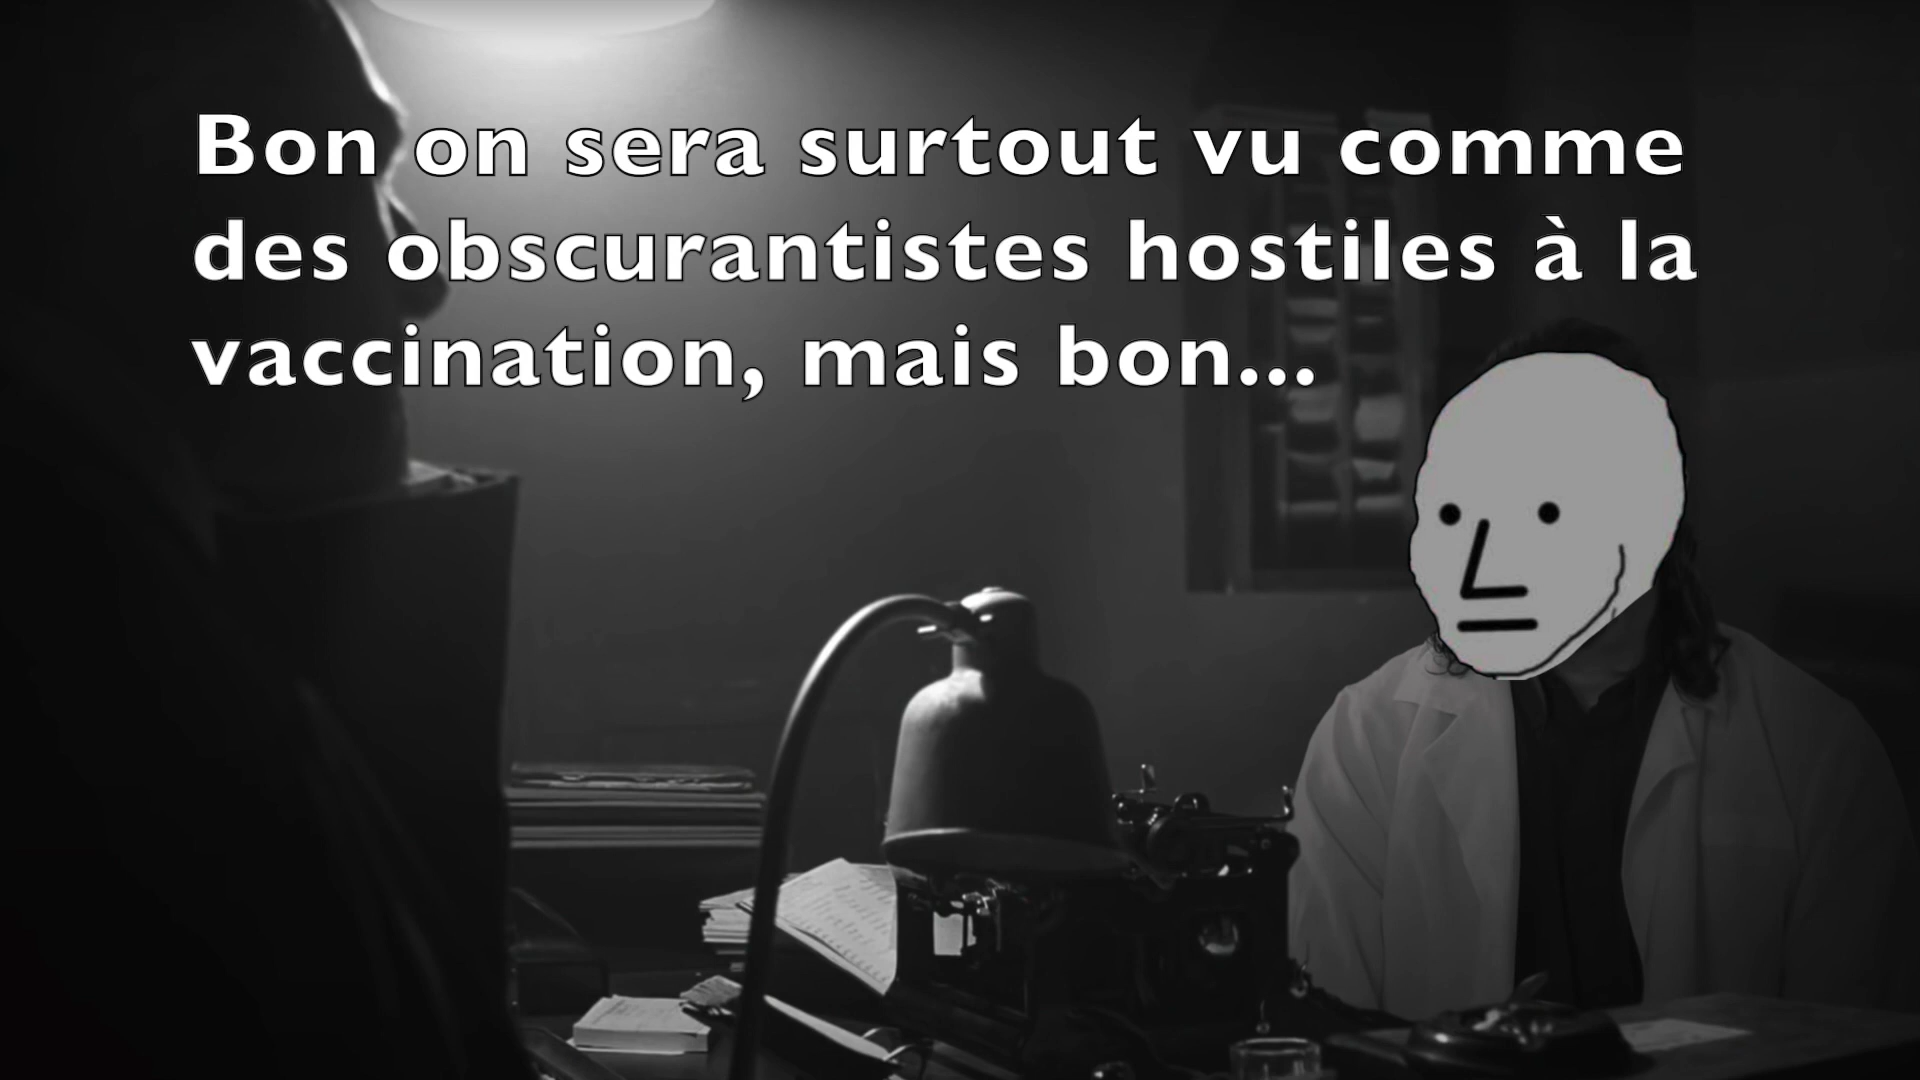 Bon on sera surtout vu comme
des obscurantistes hostiles à la
vaccination, mais bon...